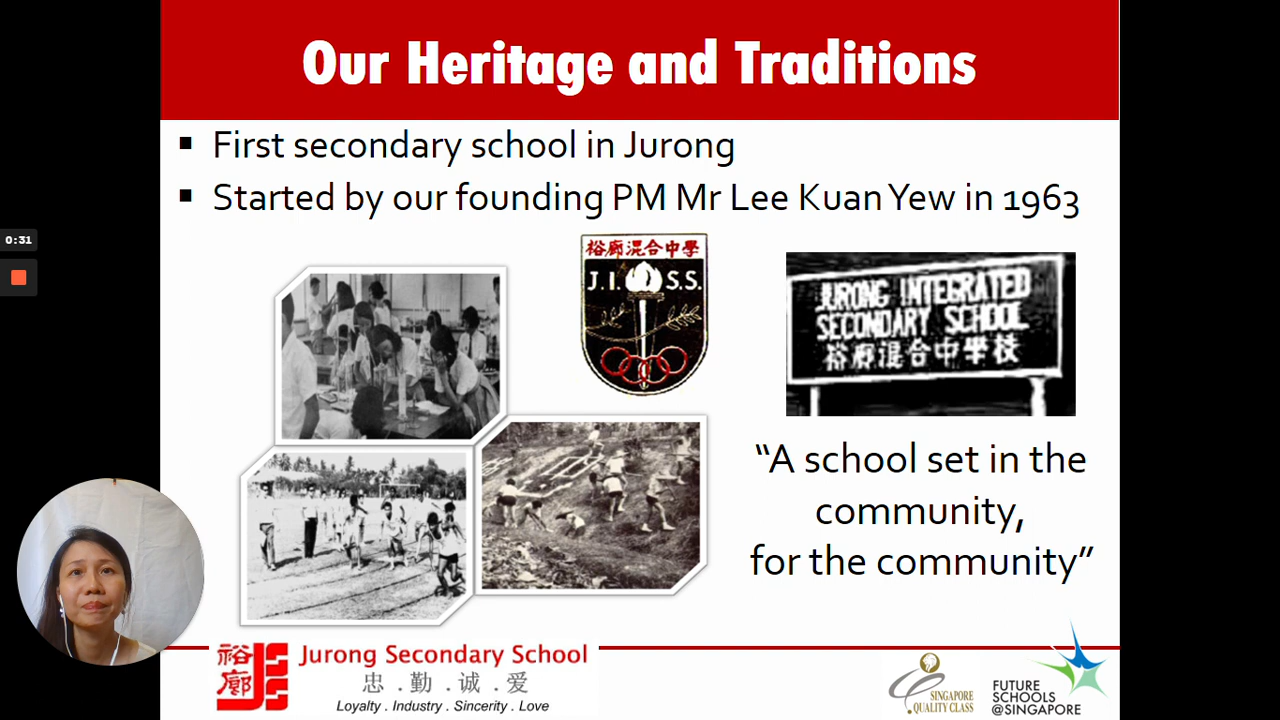 Our Heritage and Traditions
▪ First secondary school in Jurong
▪ Started by our founding PM Mr Lee Kuan Yew in 1963
0:31
裕廊混合中學
J.I. S.S.
JURONG INTEGRATED
SECONDARY SCHOOL
裕廊混合中學校
“A school set in the
community,
for the community”
裕廊
JSS
Jurong Secondary School
忠 . 勤 . 诚 . 爱
Loyalty . Industry . Sincerity . Love
SINGAPORE
QUALITY CLASS
FUTURE
SCHOOLS
@SINGAPORE